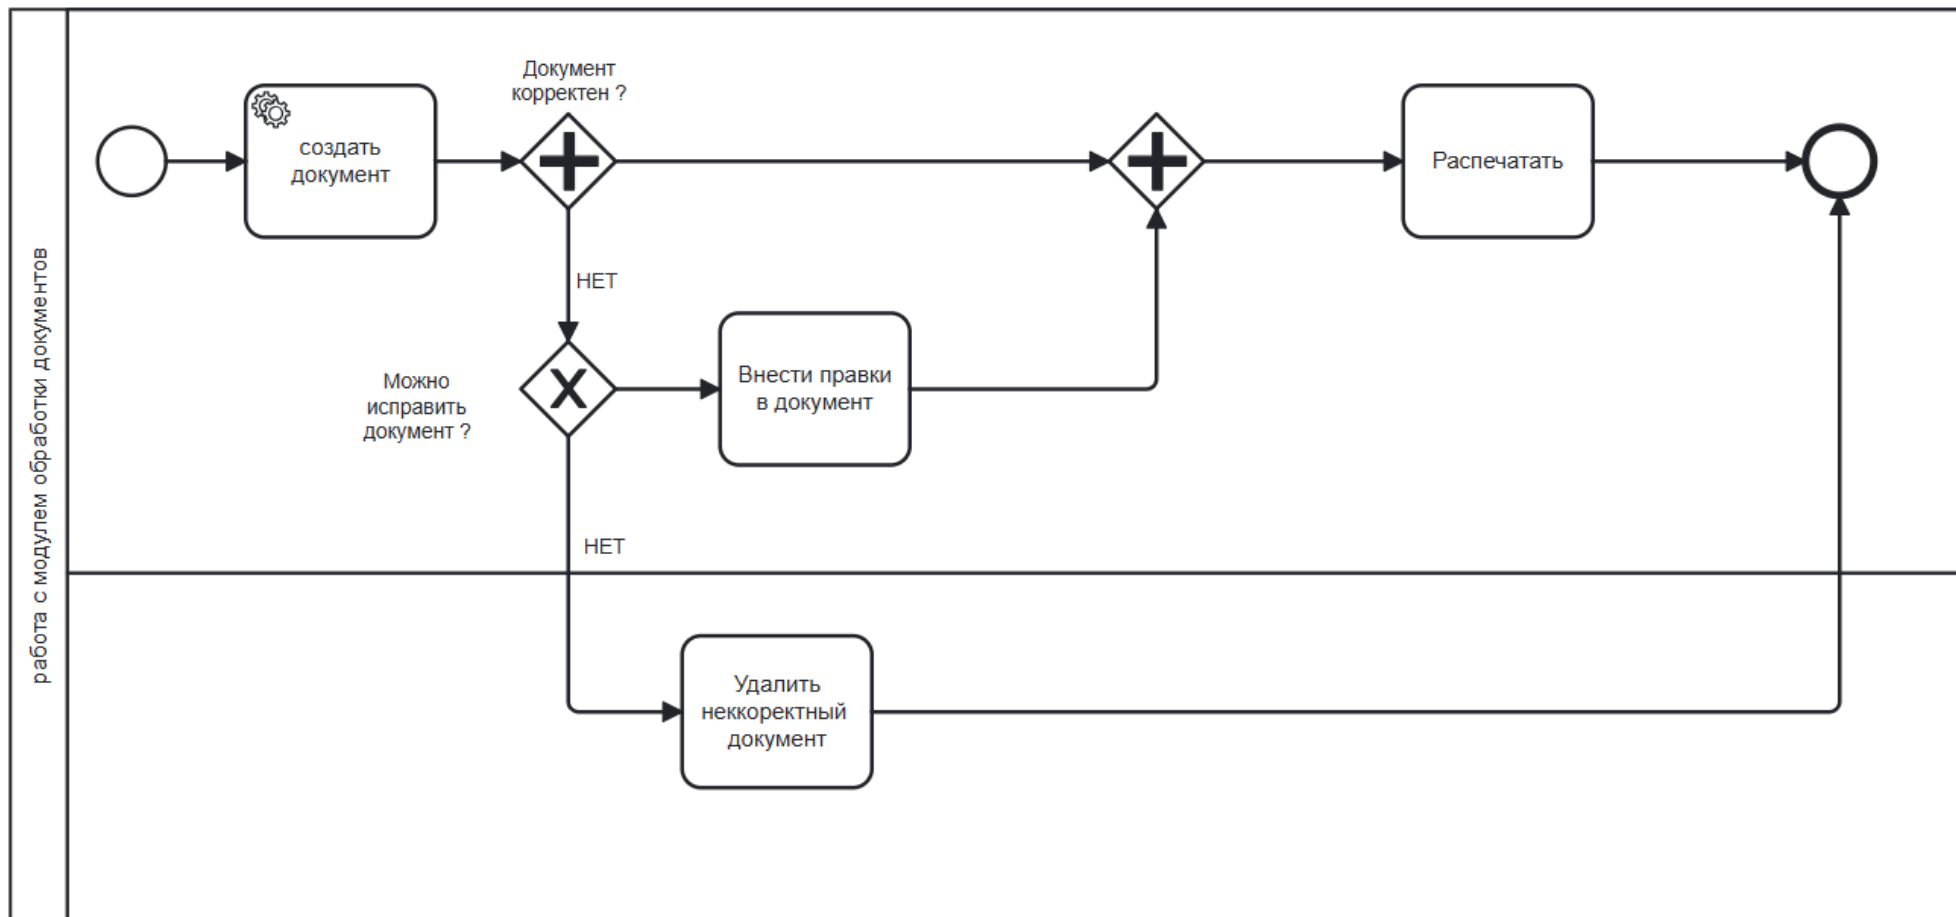 работа с модулем обработки документов
создать
документ
Документ
корректен ?
Распечатать
НЕТ
Можно
исправить
документ ?
Внести правки
в документ
НЕТ
Удалить
неккоректный
документ